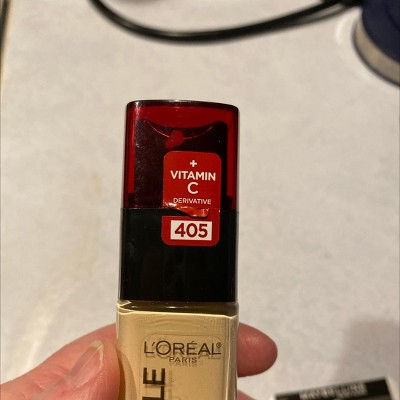 +
VITAMIN
C
DERIVATIVE
405
L'ORÉAL
PARIS
LE